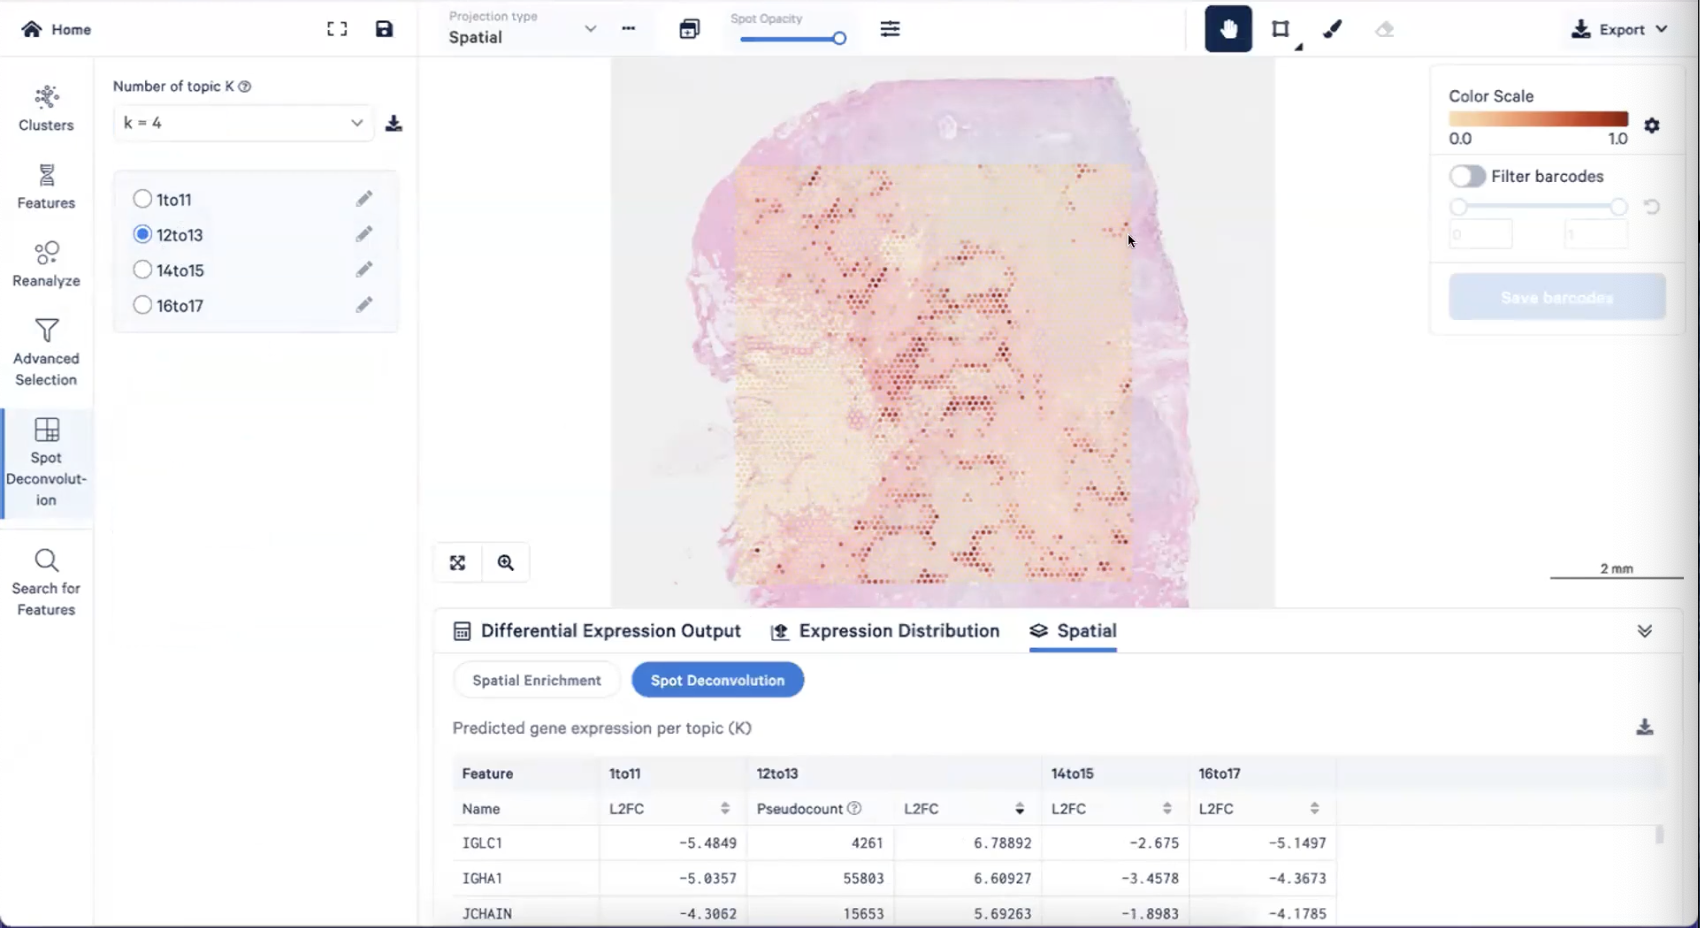 Home
Projection type
Spatial
Spot Opacity
Export
Clusters
Features
Reanalyze
Advanced
Selection
Spot
Deconvolut-
ion
Search for
Features
Number of topic K
k = 4
1to11
12to13
14to15
16to17
Color Scale
0.0 1.0
Filter barcodes
0 1
Save barcodes
2 mm
Differential Expression Output Expression Distribution Spatial
Spatial Enrichment Spot Deconvolution
Predicted gene expression per topic (K)
Feature 1to11 12to13 14to15 16to17
Name L2FC Pseudocount L2FC L2FC L2FC
IGLC1 -5.4849 4261 6.78892 -2.675 -5.1497
IGHA1 -5.0357 55803 6.60927 -3.4578 -4.3673
JCHAIN -4.3062 15653 5.69263 -1.8983 -4.1785